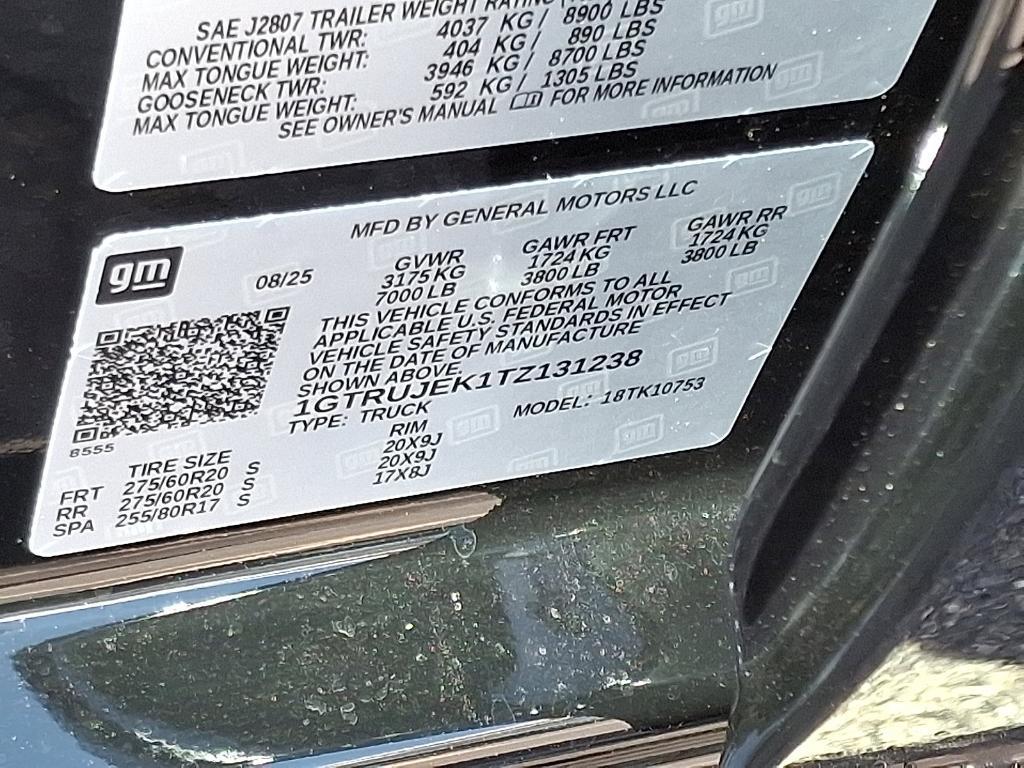 SAE J2807 TRAILER WEIGHT RATING
CONVENTIONAL TWR: 4037 KG / 8900 LBS
MAX TONGUE WEIGHT: 404 KG / 890 LBS
GOOSENECK TWR: 3946 KG / 8700 LBS
MAX TONGUE WEIGHT: 592 KG / 1305 LBS
SEE OWNER'S MANUAL FOR MORE INFORMATION
MFD BY GENERAL MOTORS LLC
gm
08/25
GVWR GAWR FRT GAWR RR
3175 KG 1724 KG 1724 KG
7000 LB 3800 LB 3800 LB
THIS VEHICLE CONFORMS TO ALL
APPLICABLE U.S. FEDERAL MOTOR
VEHICLE SAFETY STANDARDS IN EFFECT
ON THE DATE OF MANUFACTURE
SHOWN ABOVE.
1GTRUJEK1TZ131238
TYPE: TRUCK MODEL: 18TK10753
8555
TIRE SIZE RIM
FRT 275/60R20 S 20X9J
RR 275/60R20 S 20X9J
SPA 255/80R17 S 17X8J